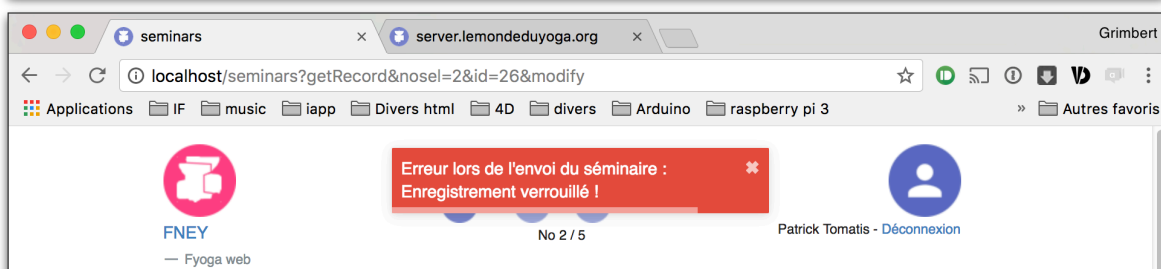 seminars
server.lemondeduyoga.org
Grimbert
localhost/seminars?getRecord&nosel=2&id=26&modify
Applications IF music iapp Divers html 4D divers Arduino raspberry pi 3 » Autres favoris
Erreur lors de l'envoi du séminaire :
Enregistrement verrouillé !
FNEY
No 2 / 5
Patrick Tomatis - Déconnexion
— Fyoga web